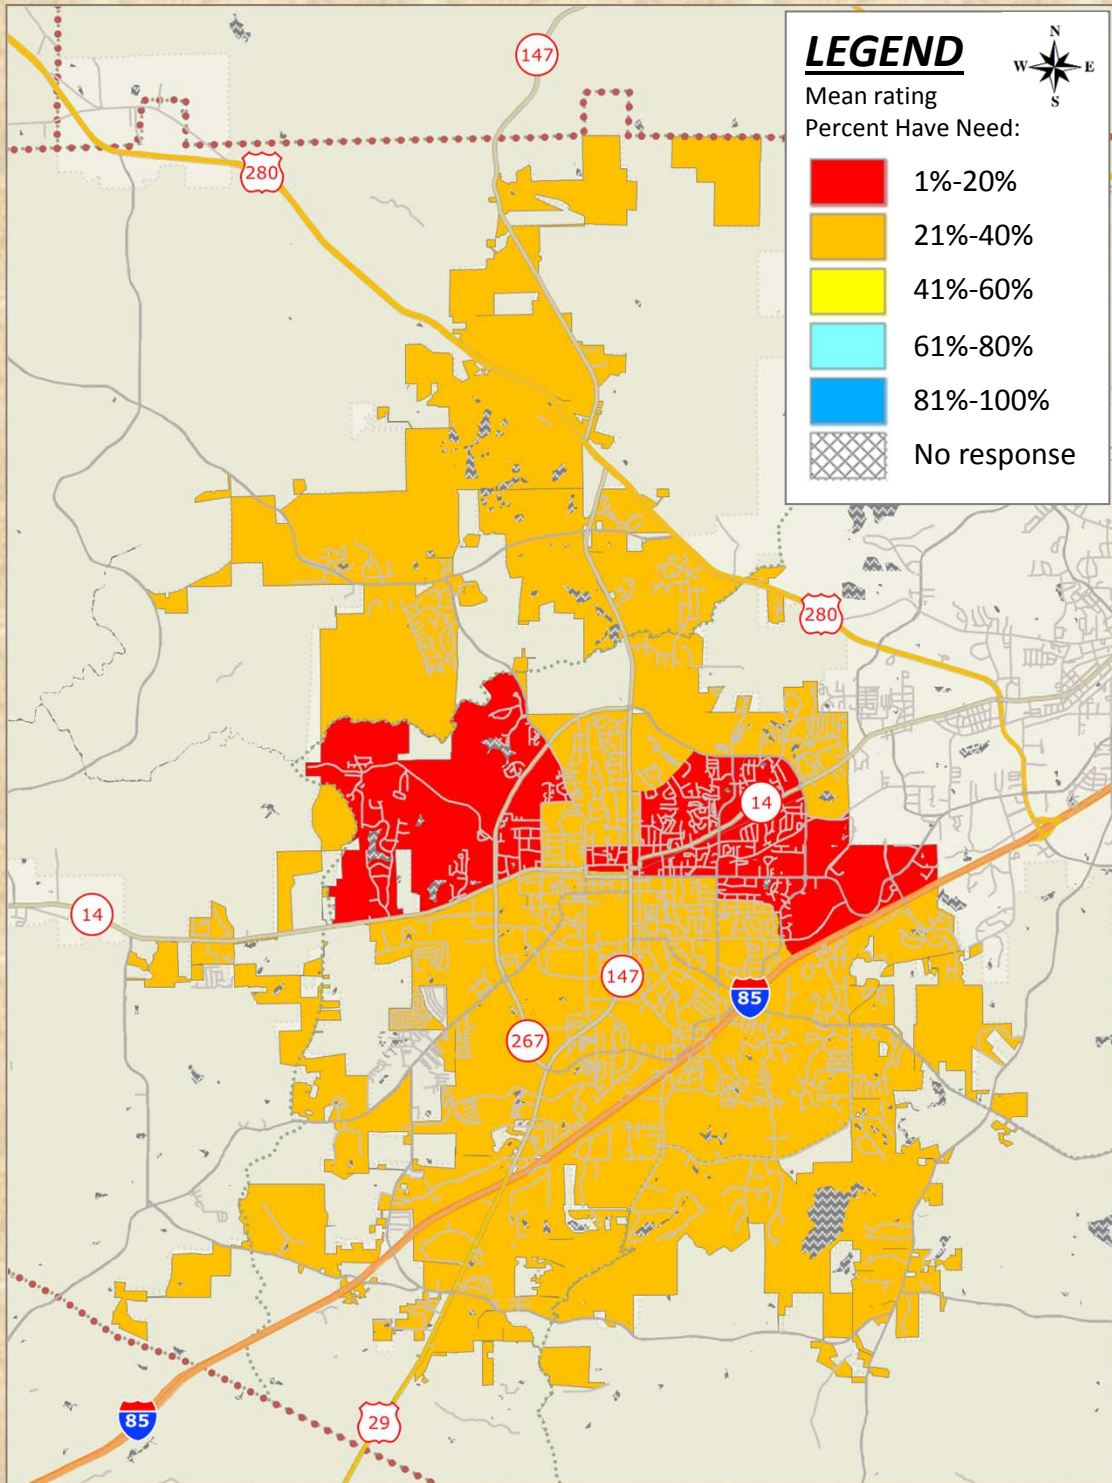 147
LEGEND
N
W E
S
Mean rating
Percent Have Need:
280
1%-20%
21%-40%
41%-60%
61%-80%
81%-100%
No response
280
14
14
147
85
267
85
29